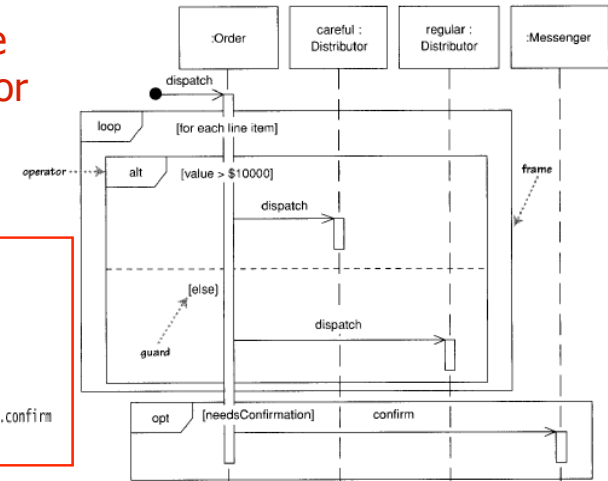 e
or
:Order
careful :
Distributor
regular :
Distributor
:Messenger
dispatch
loop
[for each line item]
operator
alt
[value > $10000]
frame
dispatch
[else]
dispatch
guard
.confirm
opt
[needsConfirmation]
confirm